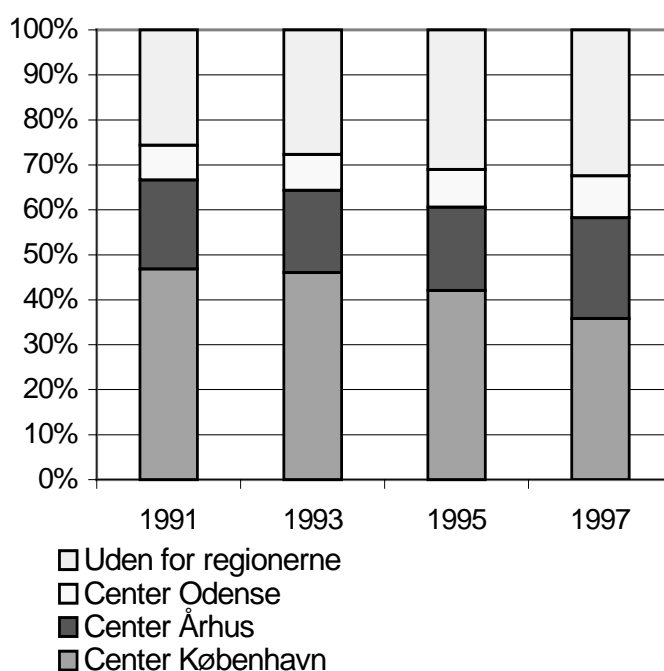 100%
90%
80%
70%
60%
50%
40%
30%
20%
10%
0%
1991 1993 1995 1997
Uden for regionerne
Center Odense
Center Århus
Center København